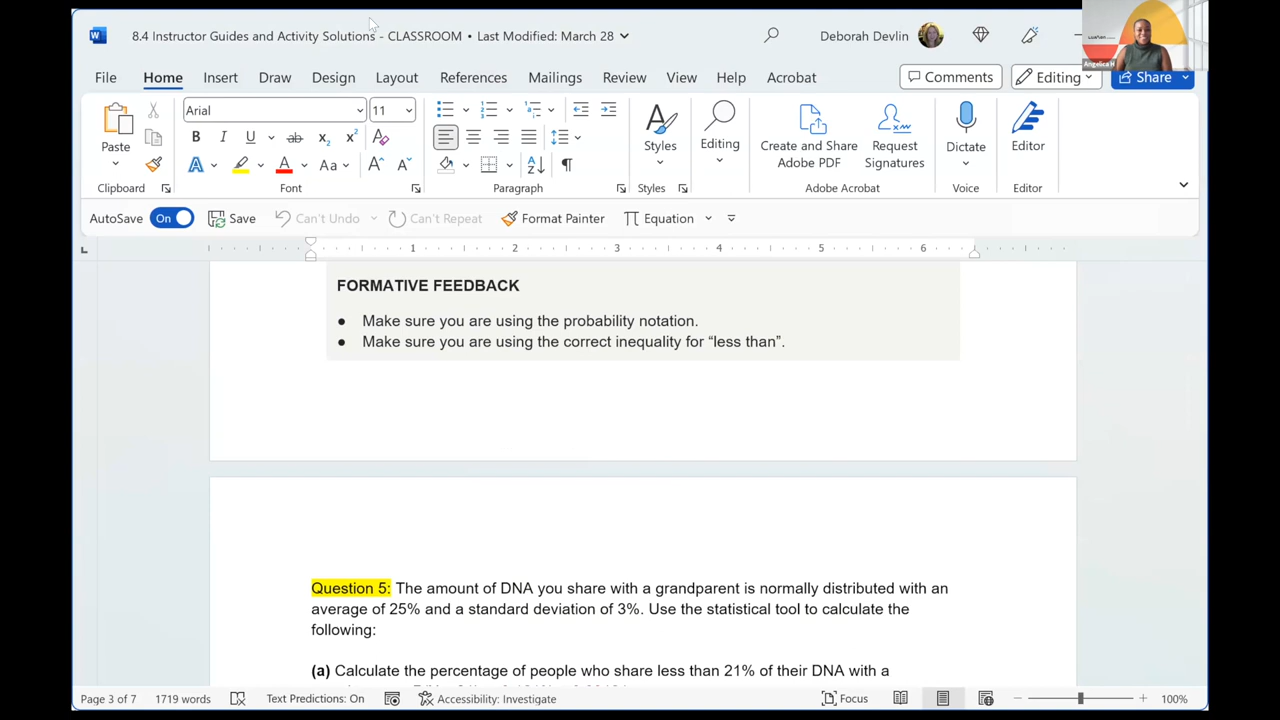 8.4 Instructor Guides and Activity Solutions - CLASSROOM • Last Modified: March 28
Deborah Devlin
Angelica H
File Home Insert Draw Design Layout References Mailings Review View Help Acrobat
Comments Editing Share
Arial 11
Paste
Styles
Editing
Create and Share Adobe PDF
Request Signatures
Dictate
Editor
Clipboard Font Paragraph Styles Adobe Acrobat Voice Editor
AutoSave On Save Can't Undo Can't Repeat Format Painter Equation
1 2 3 4 5 6
FORMATIVE FEEDBACK
● Make sure you are using the probability notation.
● Make sure you are using the correct inequality for “less than”.
Question 5: The amount of DNA you share with a grandparent is normally distributed with an
average of 25% and a standard deviation of 3%. Use the statistical tool to calculate the
following:
(a) Calculate the percentage of people who share less than 21% of their DNA with a
Page 3 of 7 1719 words Text Predictions: On Accessibility: Investigate Focus 100%